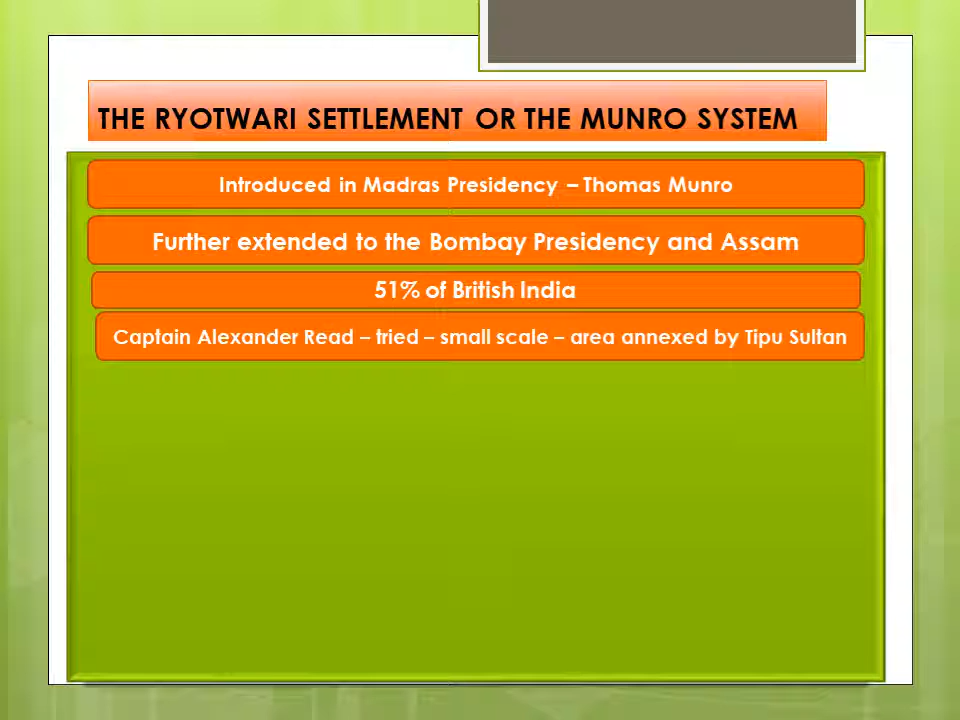 THE RYOTWARI SETTLEMENT OR THE MUNRO SYSTEM
Introduced in Madras Presidency – Thomas Munro
Further extended to the Bombay Presidency and Assam
51% of British India
Captain Alexander Read – tried – small scale – area annexed by Tipu Sultan